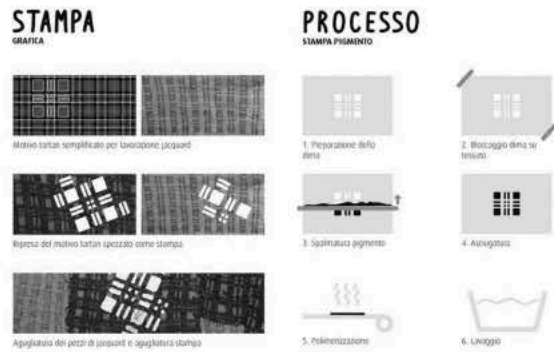 STAMPA
GRAFICA
Motivo tartan semplificato per lavorazione jacquard
Ripresa del motivo tartan spezzato come stampa
Agugliatura dei pezzi di jacquard e agugliatura stampa
PROCESSO
STAMPA PIGMENTO
1. Preparazione della
dima
2. Bloccaggio dima su
tessuto
3. Spalmatura pigmento
4. Asciugatura
5. Polimerizzazione
6. Lavaggio